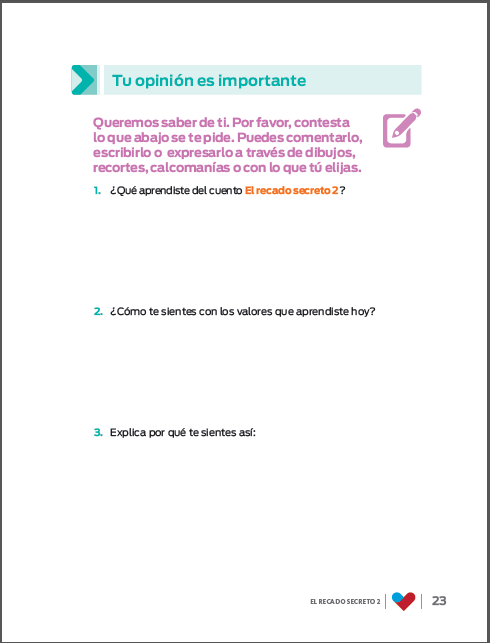 Tu opinión es importante
Queremos saber de ti. Por favor, contesta
lo que abajo se te pide. Puedes comentarlo,
escribirlo o expresarlo a través de dibujos,
recortes, calcomanías o con lo que tú elijas.
1. ¿Qué aprendiste del cuento El recado secreto 2?
2. ¿Cómo te sientes con los valores que aprendiste hoy?
3. Explica por qué te sientes así:
EL RECADO SECRETO 2 23